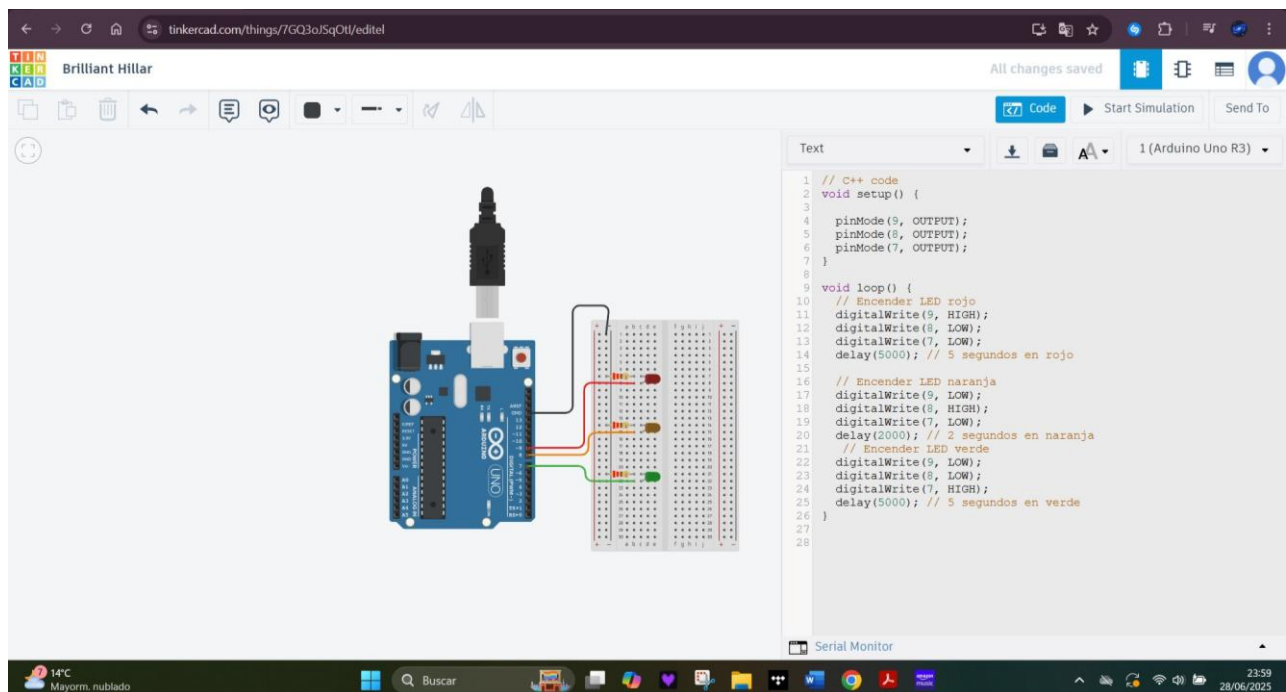 tinkercad.com/things/7GQ3oJSqOtI/editel
TIN
KER
CAD
Brilliant Hillar
All changes saved
Code
Start Simulation
Send To
Text
1 (Arduino Uno R3)
1 // C++ code
2 void setup() {
3
4 pinMode(9, OUTPUT);
5 pinMode(8, OUTPUT);
6 pinMode(7, OUTPUT);
7 }
8
9 void loop() {
10 // Encender LED rojo
11 digitalWrite(9, HIGH);
12 digitalWrite(8, LOW);
13 digitalWrite(7, LOW);
14 delay(5000); // 5 segundos en rojo
15
16 // Encender LED naranja
17 digitalWrite(9, LOW);
18 digitalWrite(8, HIGH);
19 digitalWrite(7, LOW);
20 delay(2000); // 2 segundos en naranja
21 // Encender LED verde
22 digitalWrite(9, LOW);
23 digitalWrite(8, LOW);
24 digitalWrite(7, HIGH);
25 delay(5000); // 5 segundos en verde
26 }
27
28
ARDUINO
UNO
Serial Monitor
14°C
Mayorm. nublado
Buscar
23:59
28/06/2025